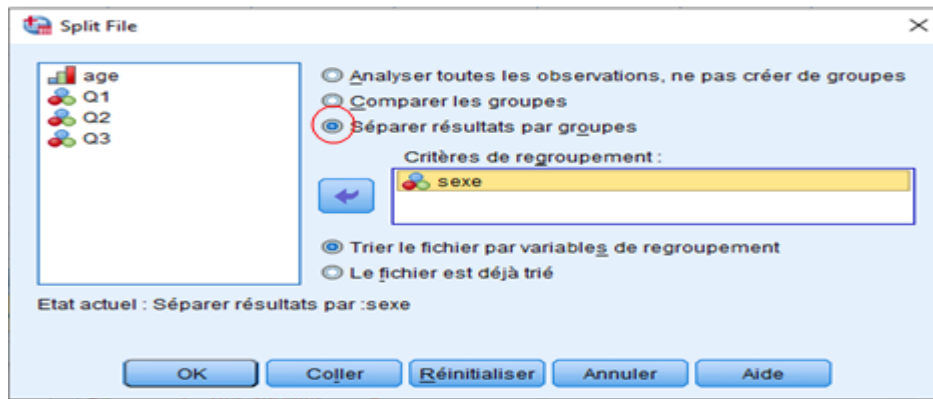 Split File
age
Q1
Q2
Q3
Analyser toutes les observations, ne pas créer de groupes
Comparer les groupes
Séparer résultats par groupes
Critères de regroupement :
sexe
Trier le fichier par variables de regroupement
Le fichier est déjà trié
Etat actuel : Séparer résultats par :sexe
OK Coller Réinitialiser Annuler Aide